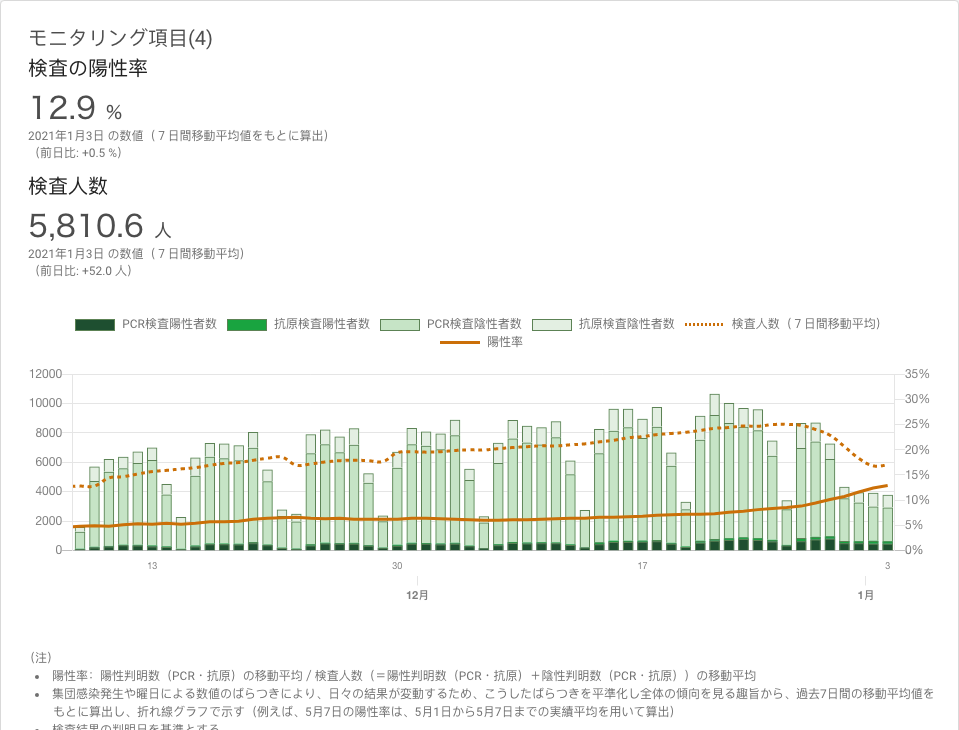 モニタリング項目(4)
検査の陽性率
12.9 %
2021年1月3日 の数値（７日間移動平均値をもとに算出）
（前日比: +0.5 %）
検査人数
5,810.6 人
2021年1月3日 の数値（７日間移動平均）
（前日比: +52.0 人）
PCR検査陽性者数 抗原検査陽性者数 PCR検査陰性者数 抗原検査陰性者数 検査人数（７日間移動平均）
陽性率
12000 35%
10000 30%
8000 25%
6000 20%
4000 15%
2000 10%
0 5%
0%
13 30 17 3
12月 1月
（注）
• 陽性率：陽性判明数（PCR・抗原）の移動平均 / 検査人数（＝陽性判明数（PCR・抗原）＋陰性判明数（PCR・抗原））の移動平均
• 集団感染発生や曜日による数値のばらつきにより、日々の結果が変動するため、こうしたばらつきを平準化し全体の傾向を見る趣旨から、過去7日間の移動平均値を
もとに算出し、折れ線グラフで示す（例えば、5月7日の陽性率は、5月1日から5月7日までの実績平均を用いて算出）
• 検査結果の判明日を基準とする